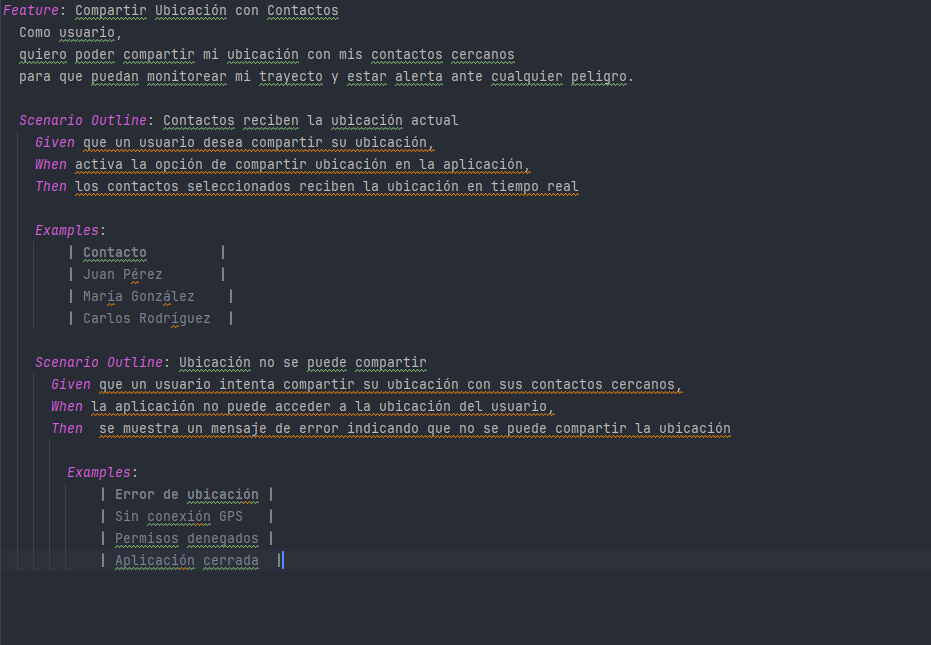 Feature: Compartir Ubicación con Contactos
Como usuario,
quiero poder compartir mi ubicación con mis contactos cercanos
para que puedan monitorear mi trayecto y estar alerta ante cualquier peligro.
Scenario Outline: Contactos reciben la ubicación actual
Given que un usuario desea compartir su ubicación,
When activa la opción de compartir ubicación en la aplicación,
Then los contactos seleccionados reciben la ubicación en tiempo real
Examples:
| Contacto |
| Juan Pérez |
| María González |
| Carlos Rodríguez |
Scenario Outline: Ubicación no se puede compartir
Given que un usuario intenta compartir su ubicación con sus contactos cercanos,
When la aplicación no puede acceder a la ubicación del usuario,
Then se muestra un mensaje de error indicando que no se puede compartir la ubicación
Examples:
| Error de ubicación |
| Sin conexión GPS |
| Permisos denegados |
| Aplicación cerrada |